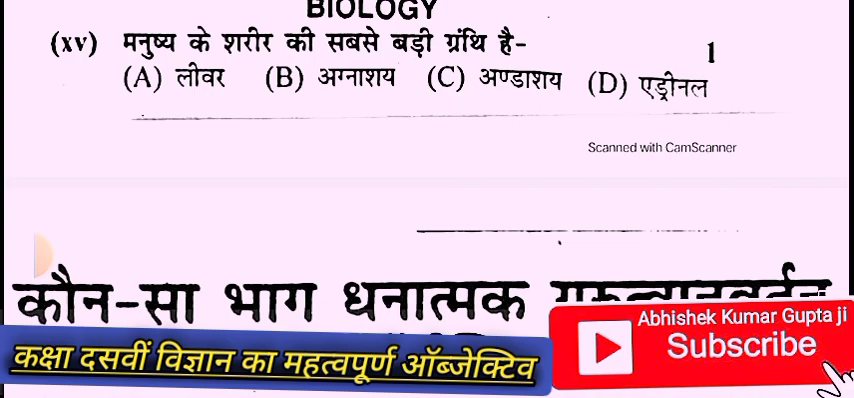 BIOLOGY
(xv) मनुष्य के शरीर की सबसे बड़ी ग्रंथि है- 1
(A) लीवर (B) अग्नाशय (C) अण्डाशय (D) एड्रीनल
Scanned with CamScanner
कौन-सा भाग धनात्मक
Abhishek Kumar Gupta ji
Subscribe
कक्षा दसवीं विज्ञान का महत्वपूर्ण ऑब्जेक्टिव